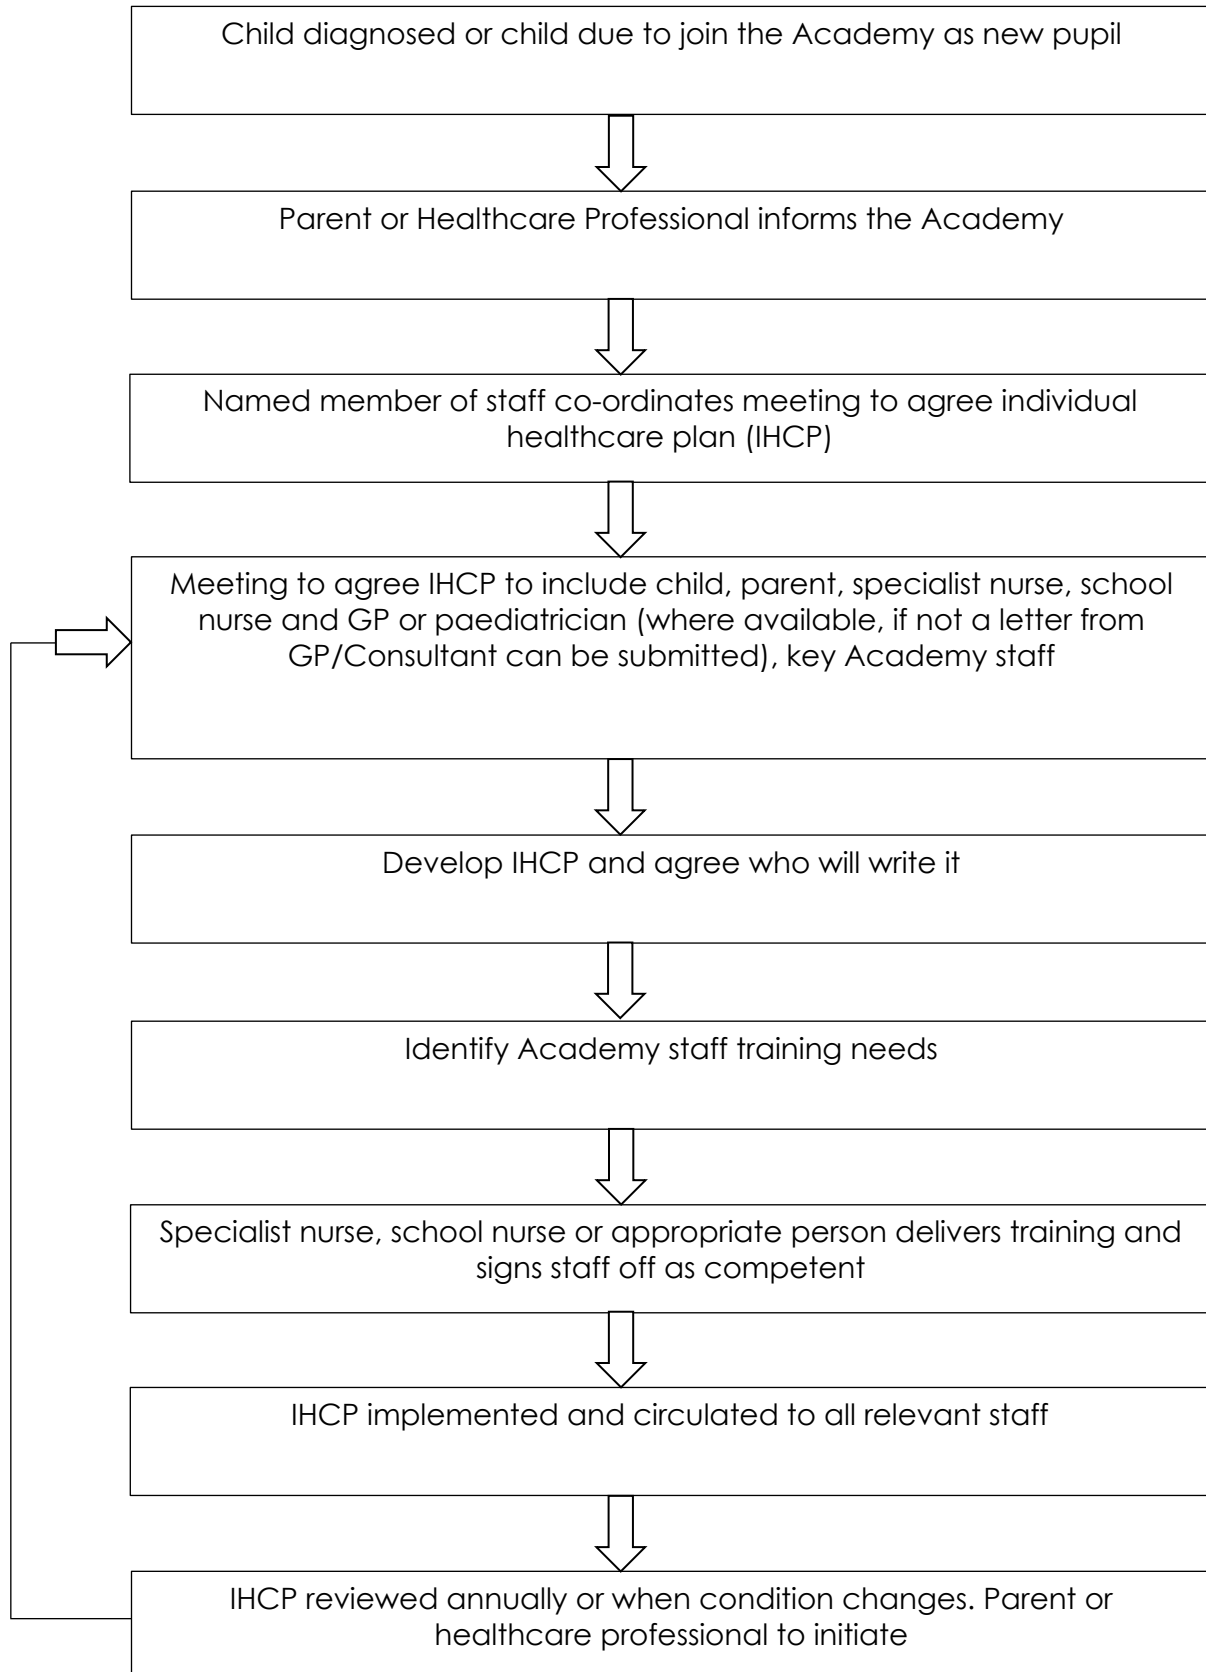 Child diagnosed or child due to join the Academy as new pupil
Parent or Healthcare Professional informs the Academy
Named member of staff co-ordinates meeting to agree individual
healthcare plan (IHCP)
Meeting to agree IHCP to include child, parent, specialist nurse, school
nurse and GP or paediatrician (where available, if not a letter from
GP/Consultant can be submitted), key Academy staff
Develop IHCP and agree who will write it
Identify Academy staff training needs
Specialist nurse, school nurse or appropriate person delivers training and
signs staff off as competent
IHCP implemented and circulated to all relevant staff
IHCP reviewed annually or when condition changes. Parent or
healthcare professional to initiate